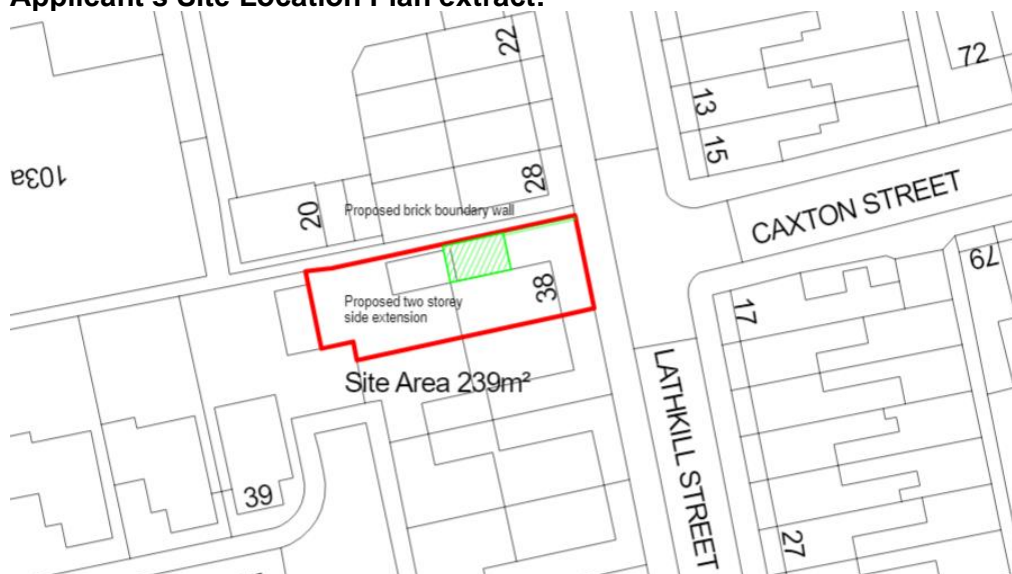 Applicant's Site Location Plan extract:
22
72
13
15
103a
28
20
Proposed brick boundary wall
CAXTON STREET
79
38
Proposed two storey
side extension
17
Site Area 239m²
LATHKILL STREET
39
27